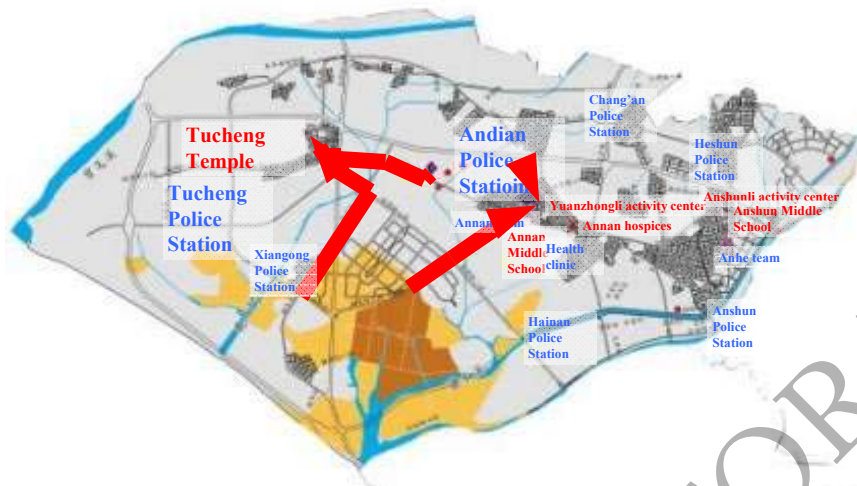 Chang'an
Police
Station
Tucheng
Temple
Andian
Police
Station
Heshun
Police
Station
Tucheng
Police
Station
Yuanzhongli activity center
Anshunli activity center
Anshun Middle
School
Annan hospices
Annan
Middle
School
Health
clinic
Xiangong
Police
Station
Anhe team
Hainan
Police
Station
Anshun
Police
Station